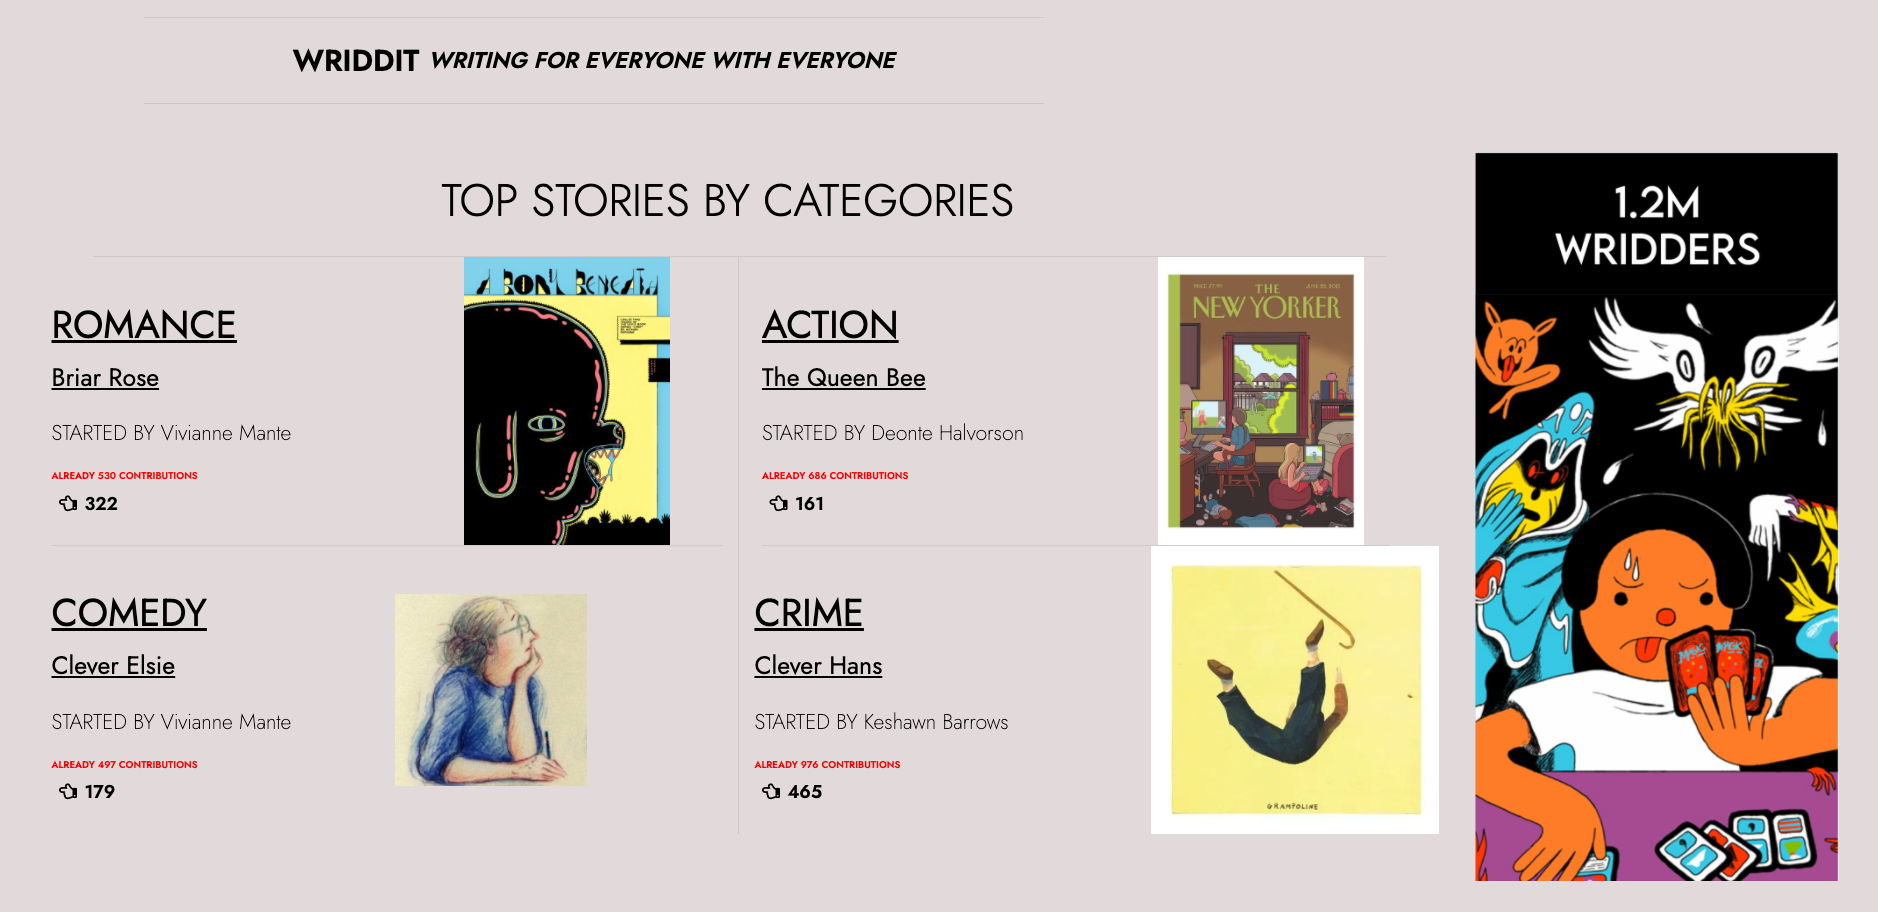 WRIDDIT WRITING FOR EVERYONE WITH EVERYONE
TOP STORIES BY CATEGORIES
ROMANCE
Briar Rose
STARTED BY Vivianne Mante
ALREADY 530 CONTRIBUTIONS
322
ACTION
The Queen Bee
STARTED BY Deonte Halvorson
ALREADY 686 CONTRIBUTIONS
161
THE
NEW YORKER
COMEDY
Clever Elsie
STARTED BY Vivianne Mante
ALREADY 497 CONTRIBUTIONS
179
CRIME
Clever Hans
STARTED BY Keshawn Barrows
ALREADY 976 CONTRIBUTIONS
465
GRAMPOLINE
1.2M
WRIDDERS
MAGIC